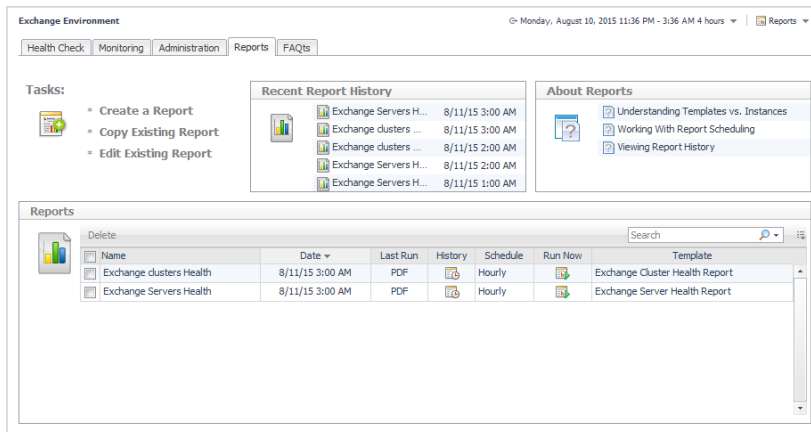 Exchange Environment
Monday, August 10, 2015 11:36 PM - 3:36 AM 4 hours
Reports
Health Check Monitoring Administration Reports FAQts
Tasks:
Create a Report
Copy Existing Report
Edit Existing Report
Recent Report History
Exchange Servers H... 8/11/15 3:00 AM
Exchange clusters ... 8/11/15 3:00 AM
Exchange clusters ... 8/11/15 2:00 AM
Exchange Servers H... 8/11/15 2:00 AM
Exchange Servers H... 8/11/15 1:00 AM
About Reports
Understanding Templates vs. Instances
Working With Report Scheduling
Viewing Report History
Reports
Delete
Search
Name Date Last Run History Schedule Run Now Template
Exchange clusters Health 8/11/15 3:00 AM PDF Hourly Exchange Cluster Health Report
Exchange Servers Health 8/11/15 3:00 AM PDF Hourly Exchange Server Health Report